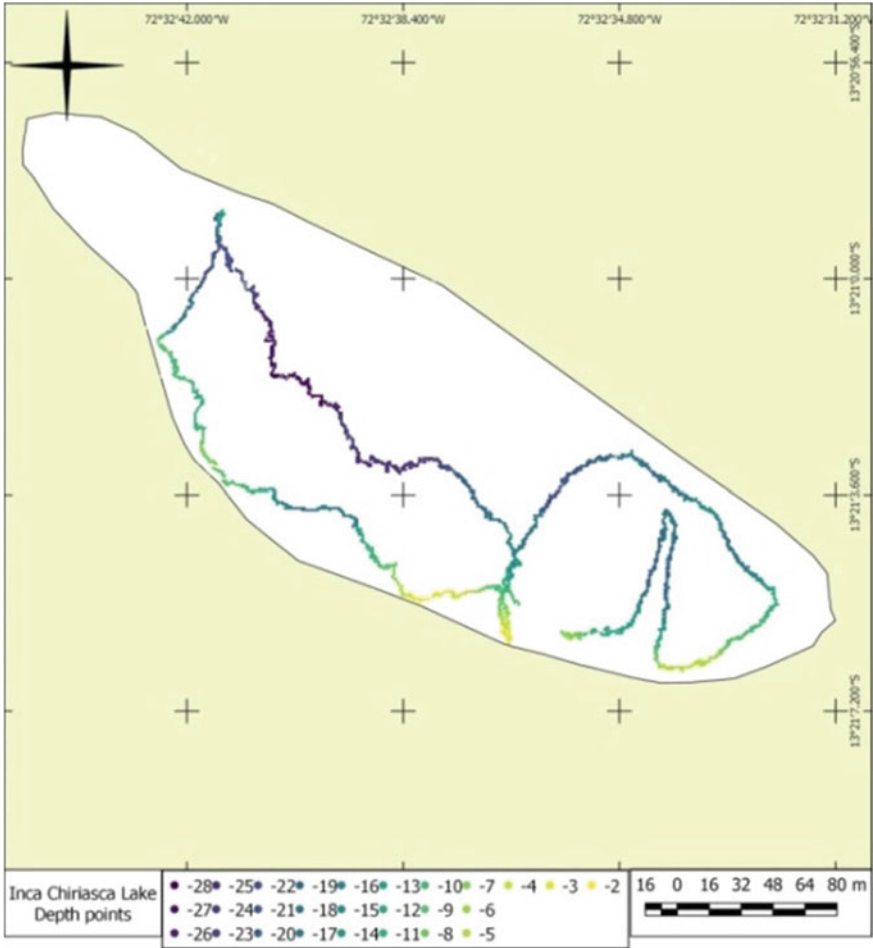 72°32'42.000"W 72°32'38.400"W 72°32'34.800"W 72°32'31.200"W
13°20'56.400"S
13°21'0.000"S
13°21'3.600"S
13°21'7.200"S
Inca Chiriasca Lake
Depth points
-28 -25 -22 -19 -16 -13 -10 -7 -4 -3 -2
-27 -24 -21 -18 -15 -12 -9 -6
-26 -23 -20 -17 -14 -11 -8 -5
16 0 16 32 48 64 80 m